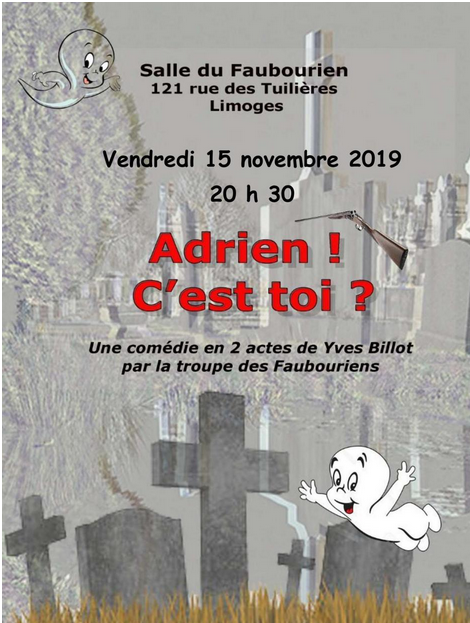 Salle du Faubourien
121 rue des Tuilières
Limoges
Vendredi 15 novembre 2019
20 h 30
Adrien !
C'est toi ?
Une comédie en 2 actes de Yves Billot
par la troupe des Faubouriens